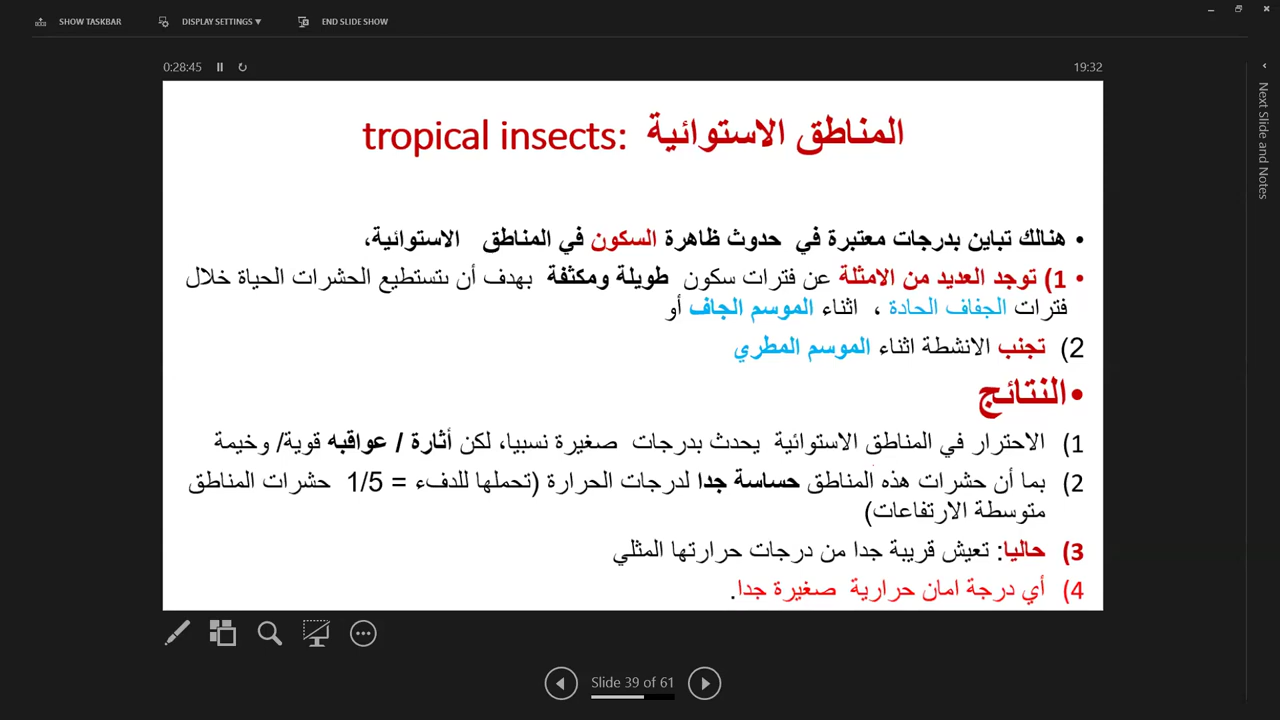 SHOW TASKBAR
DISPLAY SETTINGS
END SLIDE SHOW
0:28:45
19:32
Next Slide and Notes
المناطق الاستوائية tropical insects:
• هنالك تباين بدرجات معتبرة في حدوث ظاهرة السكون في المناطق الاستوائية،
• 1) توجد العديد من الامثلة عن فترات سكون طويلة ومكثفة بهدف أن تستطيع الحشرات الحياة خلال
فترات الجفاف الحادة ، اثناء الموسم الجاف أو
2) تجنب الانشطة اثناء الموسم المطري
•النتائج
1) الاحترار في المناطق الاستوائية يحدث بدرجات صغيرة نسبيا، لكن أثارة / عواقبه قوية/ وخيمة
2) بما أن حشرات هذه المناطق حساسة جدا لدرجات الحرارة (تحملها للدفء = 1/5 حشرات المناطق
متوسطة الارتفاعات)
3) حاليا: تعيش قريبة جدا من درجات حرارتها المثلي
4) أي درجة امان حرارية صغيرة جدا.
Slide 39 of 61